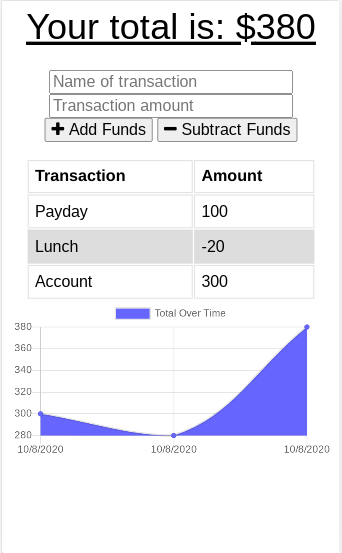 Your total is: $380
Name of transaction
Transaction amount
Add Funds Subtract Funds
Transaction Amount
Payday 100
Lunch -20
Account 300
Total Over Time
380
360
340
320
300
280
10/8/2020 10/8/2020 10/8/2020